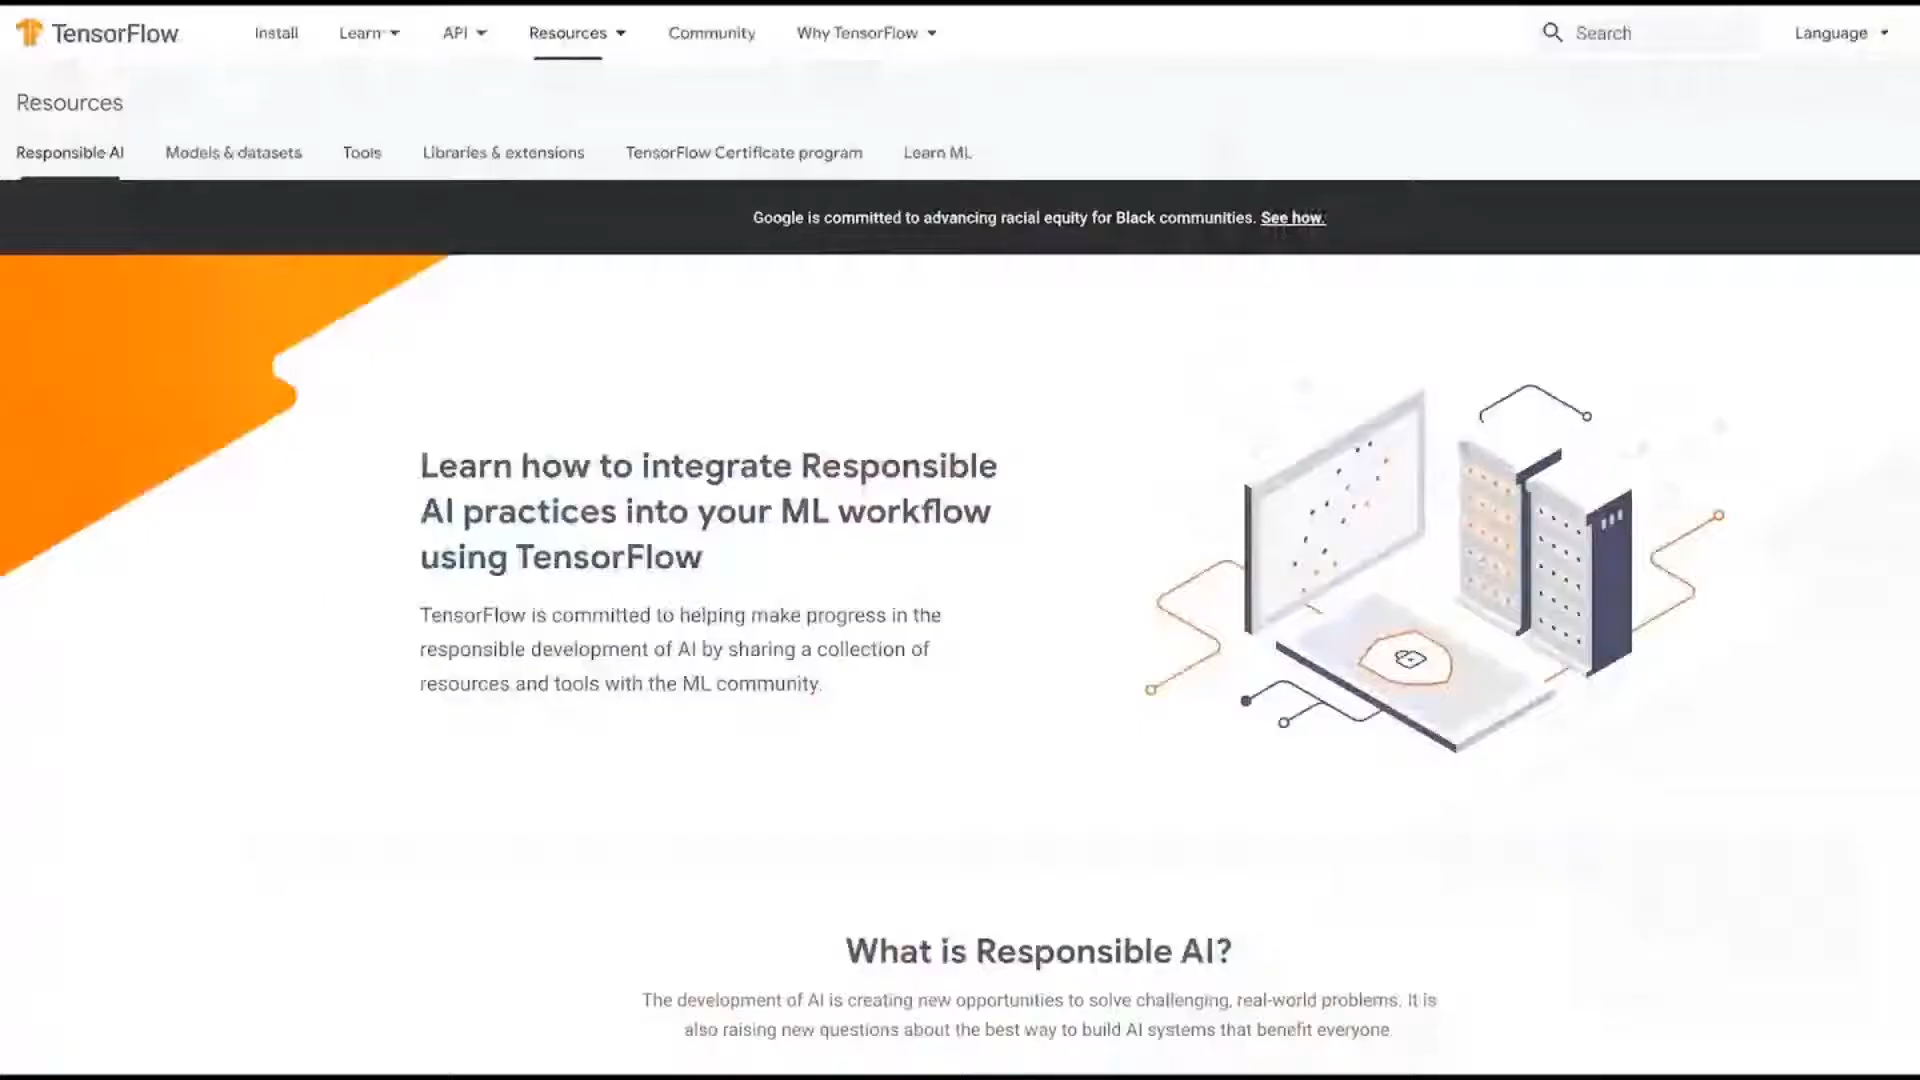 TensorFlow
Install
Learn
API
Resources
Community
Why TensorFlow
Search
Language
Resources
Responsible AI
Models & datasets
Tools
Libraries & extensions
TensorFlow Certificate program
Learn ML
Google is committed to advancing racial equity for Black communities. See how.
Learn how to integrate Responsible
AI practices into your ML workflow
using TensorFlow
TensorFlow is committed to helping make progress in the
responsible development of AI by sharing a collection of
resources and tools with the ML community.
What is Responsible AI?
The development of AI is creating new opportunities to solve challenging, real-world problems. It is
also raising new questions about the best way to build AI systems that benefit everyone.